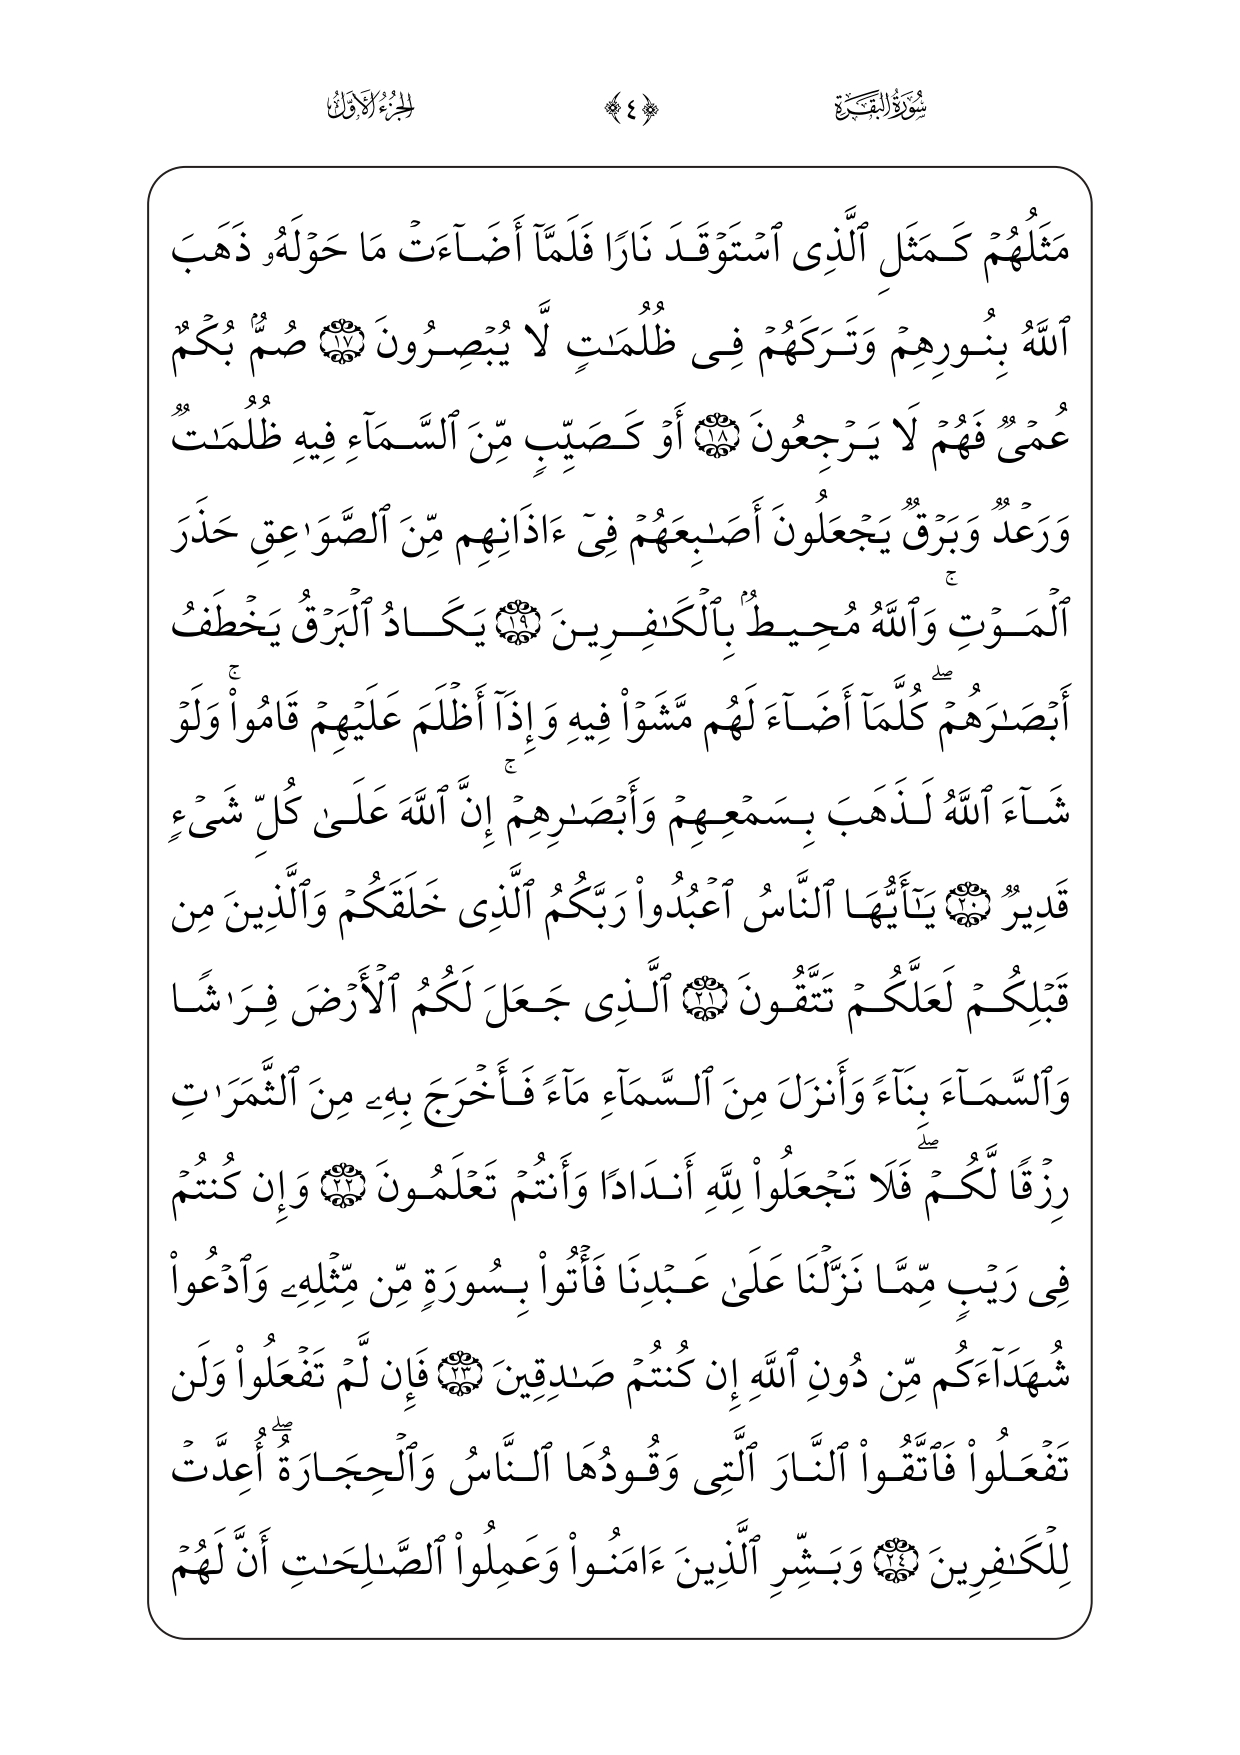 سُورَةُ البَقَرَةِ ﴿٤﴾ الجُزْءُ الأَوَّلُ
مَثَلُهُمۡ كَمَثَلِ ٱلَّذِى ٱسۡتَوۡقَدَ نَارٗا فَلَمَّآ أَضَآءَتۡ مَا حَوۡلَهُۥ ذَهَبَ
ٱللَّهُ بِنُورِهِمۡ وَتَرَكَهُمۡ فِى ظُلُمَٰتٖ لَّا يُبۡصِرُونَ ١٧ صُمُّۢ بُكۡمٌ
عُمۡىٞ فَهُمۡ لَا يَرۡجِعُونَ ١٨ أَوۡ كَصَيِّبٖ مِّنَ ٱلسَّمَآءِ فِيهِ ظُلُمَٰتٞ
وَرَعۡدٞ وَبَرۡقٞ يَجۡعَلُونَ أَصَٰبِعَهُمۡ فِىٓ ءَاذَانِهِم مِّنَ ٱلصَّوَٰعِقِ حَذَرَ
ٱلۡمَوۡتِۚ وَٱللَّهُ مُحِيطُۢ بِٱلۡكَٰفِرِينَ ١٩ يَكَادُ ٱلۡبَرۡقُ يَخۡطَفُ
أَبۡصَٰرَهُمۡۖ كُلَّمَآ أَضَآءَ لَهُم مَّشَوۡاْ فِيهِ وَإِذَآ أَظۡلَمَ عَلَيۡهِمۡ قَامُواْۚ وَلَوۡ
شَآءَ ٱللَّهُ لَذَهَبَ بِسَمۡعِهِمۡ وَأَبۡصَٰرِهِمۡۚ إِنَّ ٱللَّهَ عَلَىٰ كُلِّ شَىۡءٖ
قَدِيرٞ ٢٠ يَٰٓأَيُّهَا ٱلنَّاسُ ٱعۡبُدُواْ رَبَّكُمُ ٱلَّذِى خَلَقَكُمۡ وَٱلَّذِينَ مِن
قَبۡلِكُمۡ لَعَلَّكُمۡ تَتَّقُونَ ٢١ ٱلَّذِى جَعَلَ لَكُمُ ٱلۡأَرۡضَ فِرَٰشٗا
وَٱلسَّمَآءَ بِنَآءٗ وَأَنزَلَ مِنَ ٱلسَّمَآءِ مَآءٗ فَأَخۡرَجَ بِهِۦ مِنَ ٱلثَّمَرَٰتِ
رِزۡقٗا لَّكُمۡۖ فَلَا تَجۡعَلُواْ لِلَّهِ أَندَادٗا وَأَنتُمۡ تَعۡلَمُونَ ٢٢ وَإِن كُنتُمۡ
فِى رَيۡبٖ مِّمَّا نَزَّلۡنَا عَلَىٰ عَبۡدِنَا فَأۡتُواْ بِسُورَةٖ مِّن مِّثۡلِهِۦ وَٱدۡعُواْ
شُهَدَآءَكُم مِّن دُونِ ٱللَّهِ إِن كُنتُمۡ صَٰدِقِينَ ٢٣ فَإِن لَّمۡ تَفۡعَلُواْ وَلَن
تَفۡعَلُواْ فَٱتَّقُواْ ٱلنَّارَ ٱلَّتِى وَقُودُهَا ٱلنَّاسُ وَٱلۡحِجَارَةُۖ أُعِدَّتۡ
لِلۡكَٰفِرِينَ ٢٤ وَبَشِّرِ ٱلَّذِينَ ءَامَنُواْ وَعَمِلُواْ ٱلصَّٰلِحَٰتِ أَنَّ لَهُمۡ